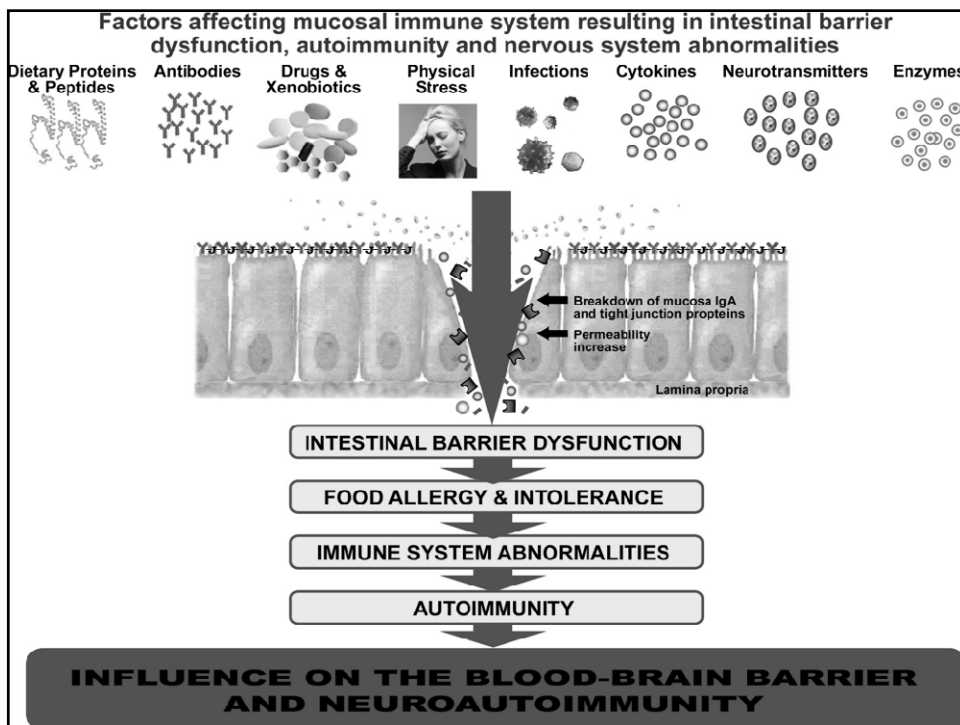 Factors affecting mucosal immune system resulting in intestinal barrier
dysfunction, autoimmunity and nervous system abnormalities
Dietary Proteins
& Peptides
Antibodies
Drugs &
Xenobiotics
Physical
Stress
Infections
Cytokines
Neurotransmitters
Enzymes
Breakdown of mucosa IgA
and tight junction propteins
Permeability
increase
Lamina propria
INTESTINAL BARRIER DYSFUNCTION
FOOD ALLERGY & INTOLERANCE
IMMUNE SYSTEM ABNORMALITIES
AUTOIMMUNITY
INFLUENCE ON THE BLOOD-BRAIN BARRIER
AND NEUROAUTOIMMUNITY